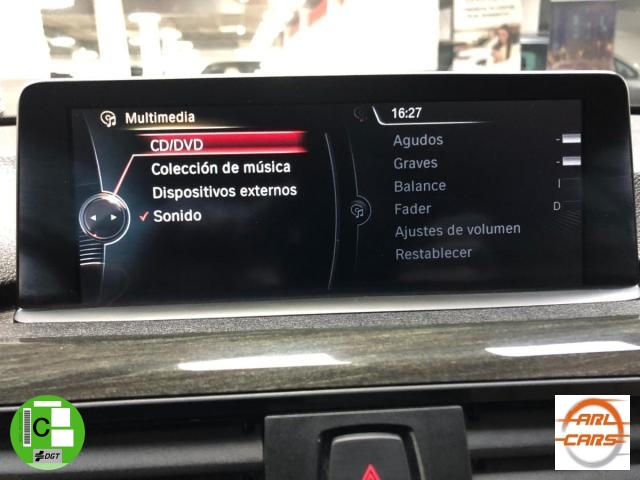 Multimedia
16:27
CD/DVD
Colección de música
Dispositivos externos
Sonido
Agudos -
Graves -
Balance I
Fader D
Ajustes de volumen
Restablecer
C
DGT
ARL
CARS